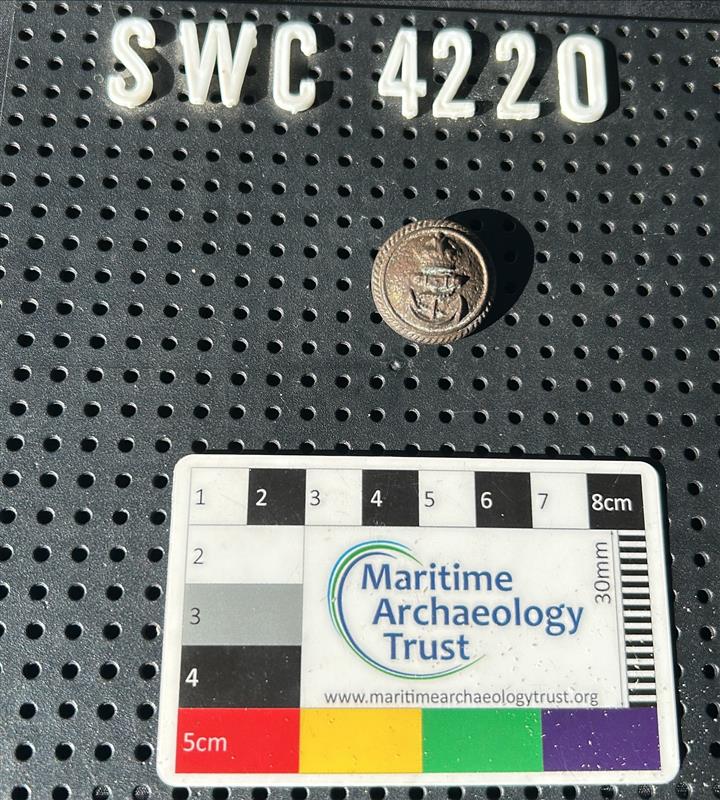 SWC 4220
1 2 3 4 5 6 7 8cm
2
3
4
5cm
30mm
Maritime
Archaeology
Trust
www.maritimearchaeologytrust.org